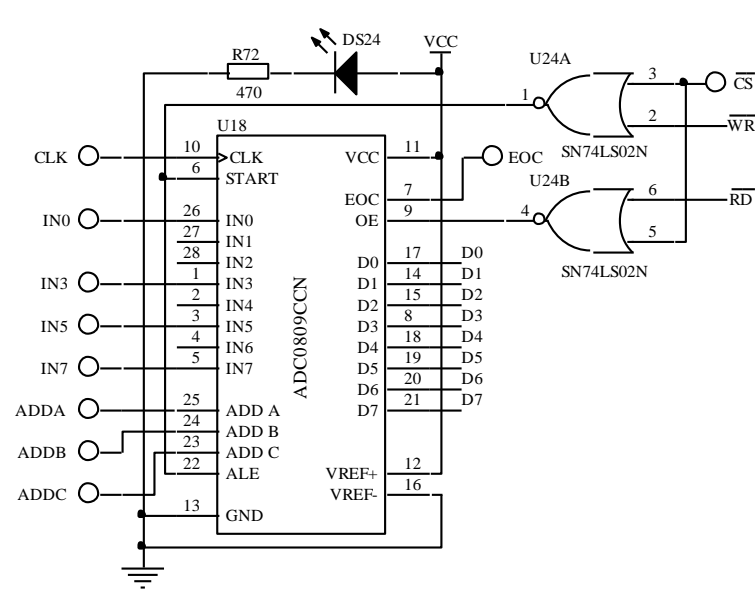 R72
DS24
VCC
U24A
470
1
3
CS
2
WR
SN74LS02N
U18
CLK
10
CLK
VCC
11
EOC
6
START
U24B
EOC
7
6
RD
IN0
26
IN0
OE
9
4
27
IN1
5
28
IN2
D0
17
D0
SN74LS02N
IN3
1
IN3
D1
14
D1
2
IN4
D2
15
D2
IN5
3
IN5
D3
8
D3
4
IN6
D4
18
D4
IN7
5
IN7
D5
19
D5
D6
20
D6
ADDA
25
ADD A
D7
21
D7
ADC0809CCN
24
ADD B
ADDB
23
ADD C
22
ALE
VREF+
12
ADDC
VREF-
16
13
GND